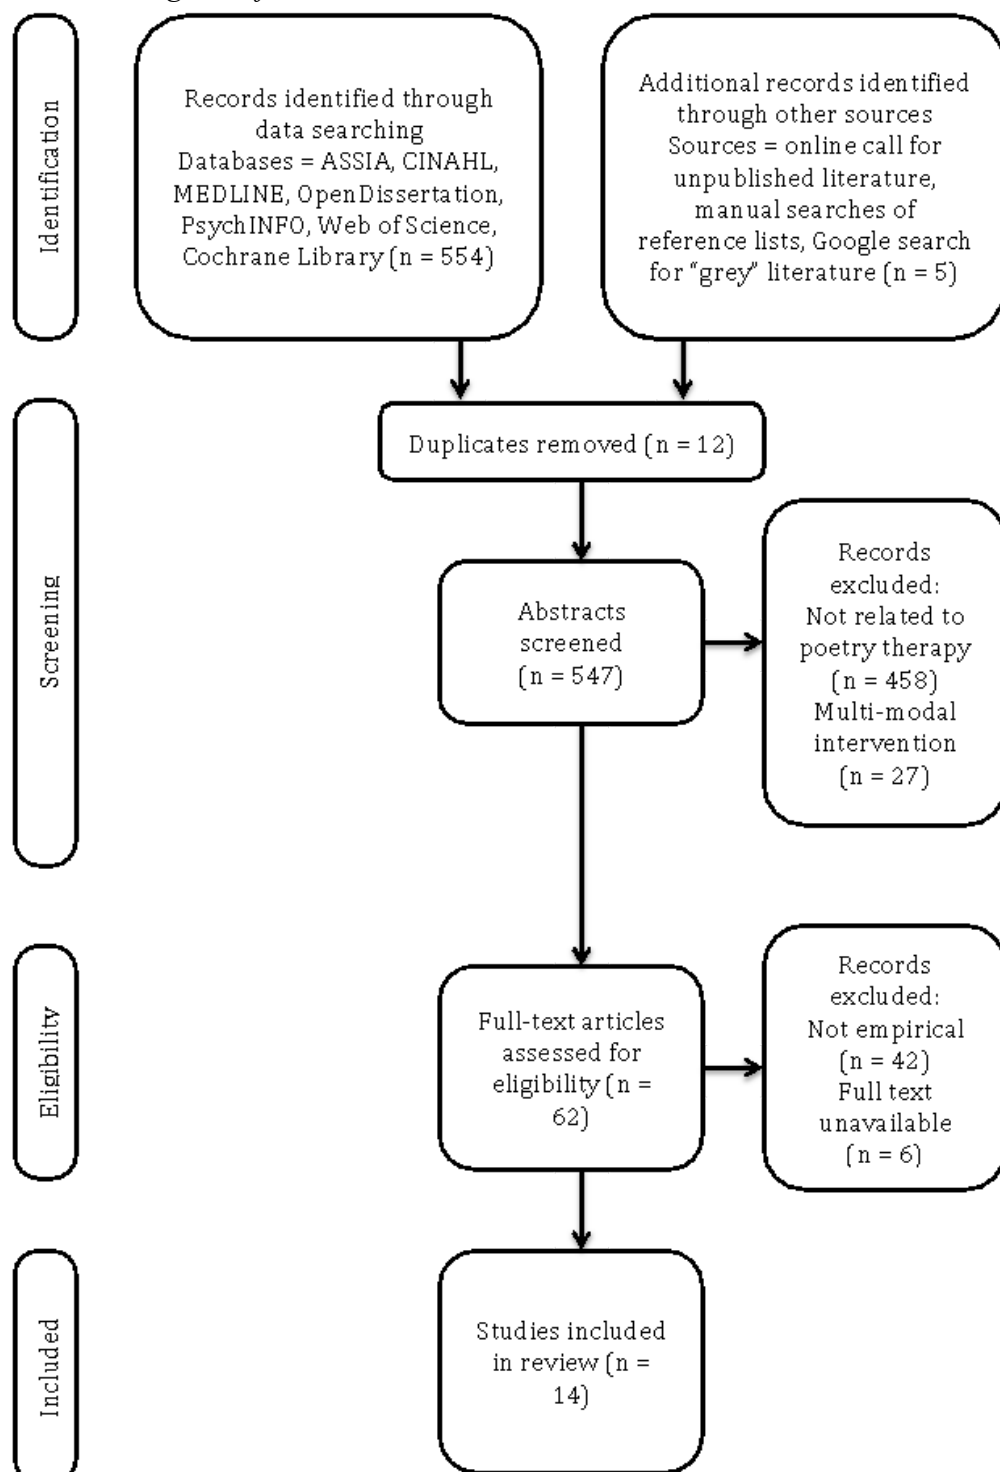 Identification
Records identified through
data searching
Databases = ASSIA, CINAHL,
MEDLINE, OpenDissertation,
PsychINFO, Web of Science,
Cochrane Library (n = 554)
Additional records identified
through other sources
Sources = online call for
unpublished literature,
manual searches of
reference lists, Google search
for “grey” literature (n = 5)
Screening
Duplicates removed (n = 12)
Abstracts
screened
(n = 547)
Records
excluded:
Not related to
poetry therapy
(n = 458)
Multi-modal
intervention
(n = 27)
Eligibility
Full-text articles
assessed for
eligibility (n =
62)
Records
excluded:
Not empirical
(n = 42)
Full text
unavailable
(n = 6)
Included
Studies included
in review (n =
14)